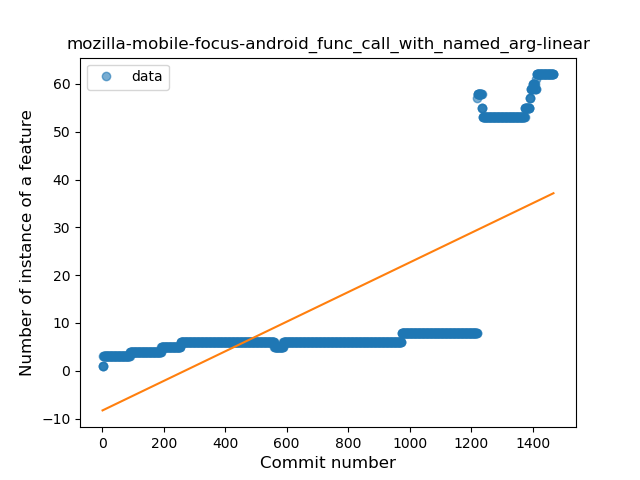 mozilla-mobile-focus-android_func_call_with_named_arg-linear
data
Number of instance of a feature
60
50
40
30
20
10
0
−10
0 200 400 600 800 1000 1200 1400
Commit number